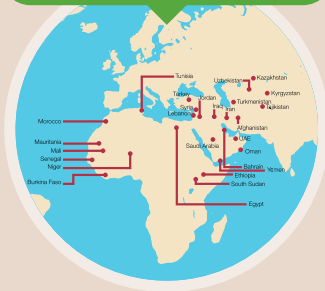 Tunisia
Uzbekistan
Kazakhstan
Turkey
Jordan
Kyrgyzstan
Syria
Iraq
Iran
Turkmenistan
Tajikistan
Lebanon
Morocco
Afghanistan
Mauritania
UAE
Mali
Saudi Arabia
Oman
Senegal
Niger
Bahrain
Yemen
Ethiopia
Burkina Faso
South Sudan
Egypt